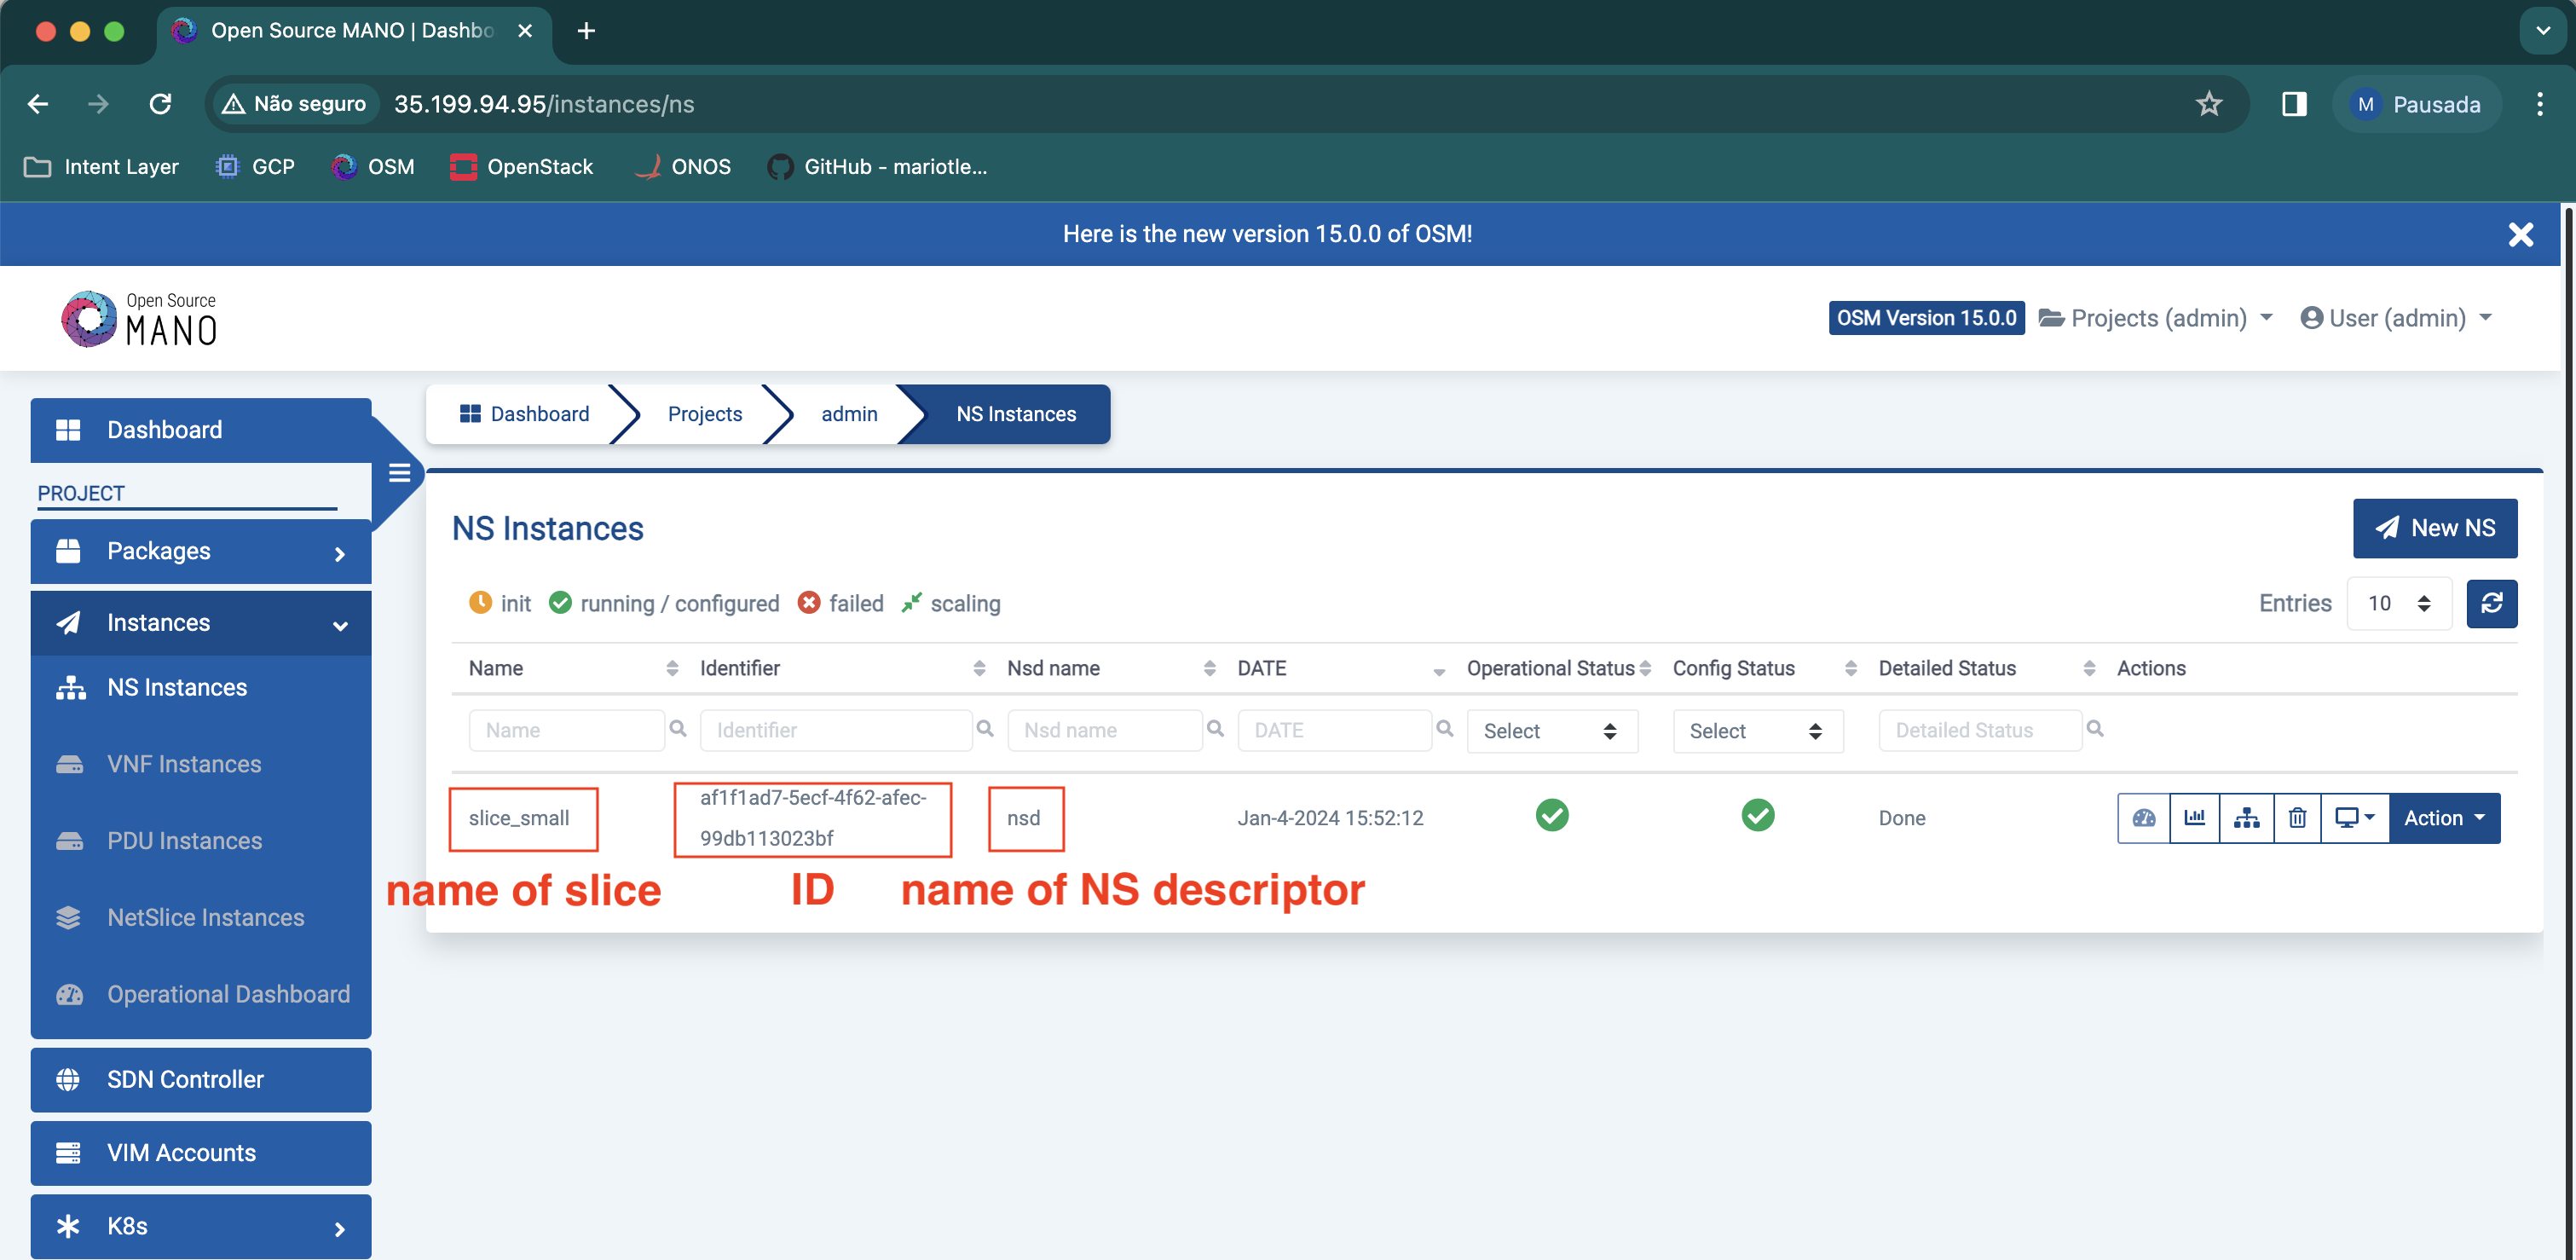 Open Source MANO | Dashbo
Não seguro 35.199.94.95/instances/ns M Pausada
Intent Layer GCP OSM OpenStack ONOS GitHub - mariotle...
Here is the new version 15.0.0 of OSM!
Open Source
MANO
OSM Version 15.0.0 Projects (admin) User (admin)
Dashboard
PROJECT
Packages
Instances
NS Instances
VNF Instances
PDU Instances
NetSlice Instances
Operational Dashboard
SDN Controller
VIM Accounts
K8s
Dashboard Projects admin NS Instances
NS Instances
New NS
init running / configured failed scaling
Entries 10
Name Identifier Nsd name DATE Operational Status Config Status Detailed Status Actions
Name Identifier Nsd name DATE Select Select Detailed Status
slice_small af1f1ad7-5ecf-4f62-afec-
99db113023bf nsd Jan-4-2024 15:52:12 Done Action
name of slice ID name of NS descriptor